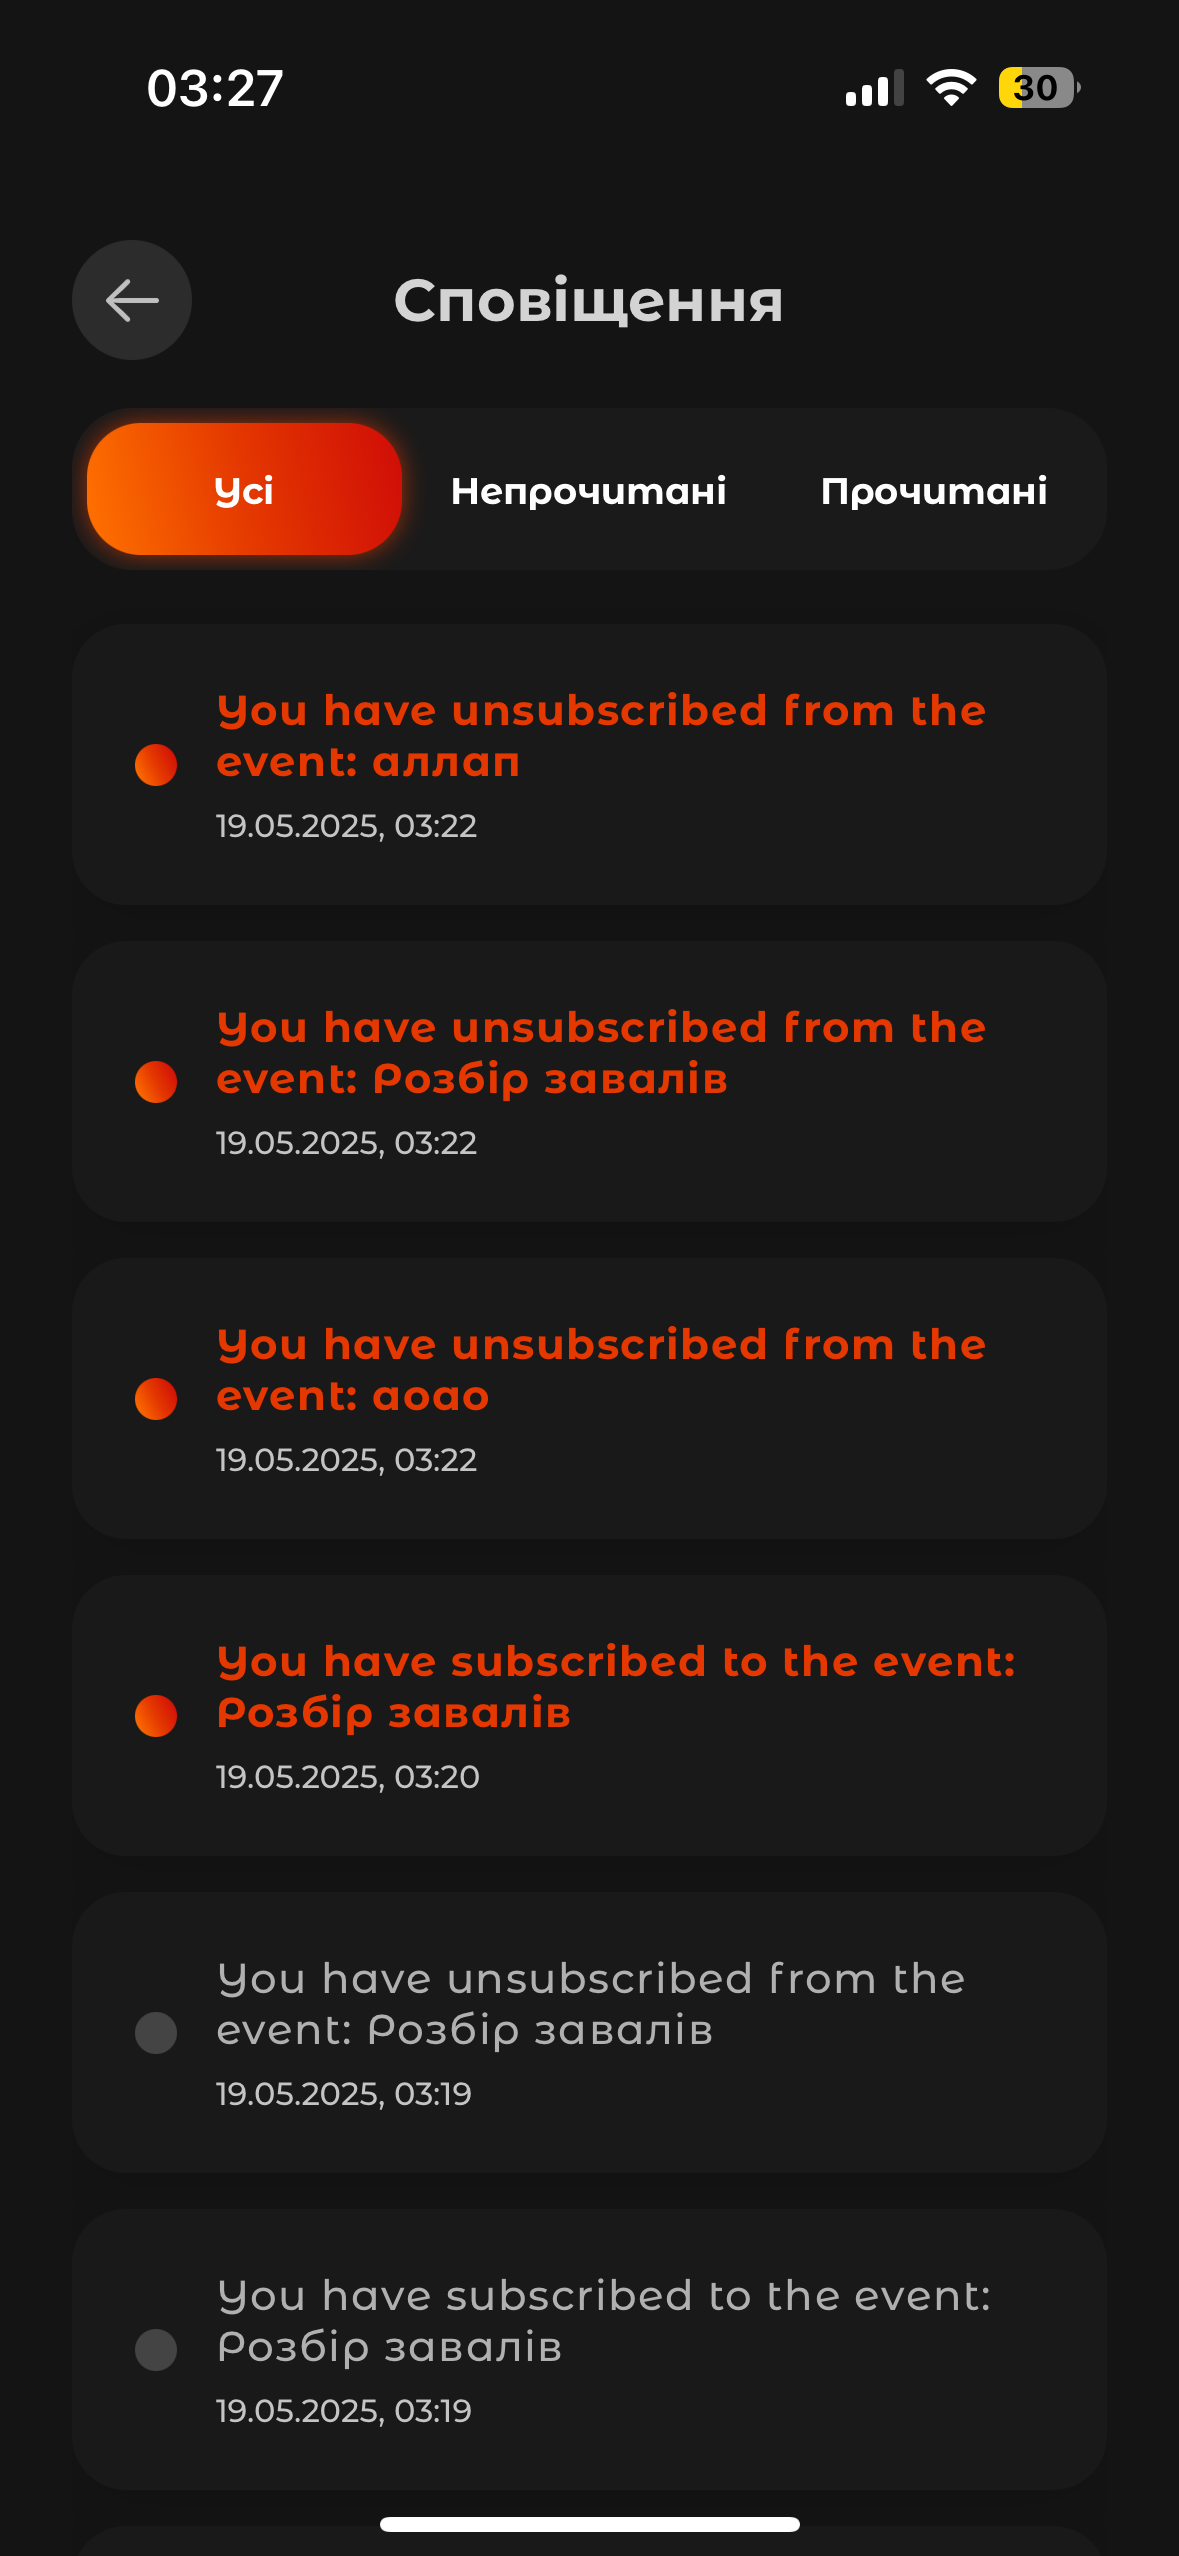 03:27
30
Сповіщення
Усі
Непрочитані
Прочитані
You have unsubscribed from the
event: аллап
19.05.2025, 03:22
You have unsubscribed from the
event: Розбір завалів
19.05.2025, 03:22
You have unsubscribed from the
event: аоао
19.05.2025, 03:22
You have subscribed to the event:
Розбір завалів
19.05.2025, 03:20
You have unsubscribed from the
event: Розбір завалів
19.05.2025, 03:19
You have subscribed to the event:
Розбір завалів
19.05.2025, 03:19